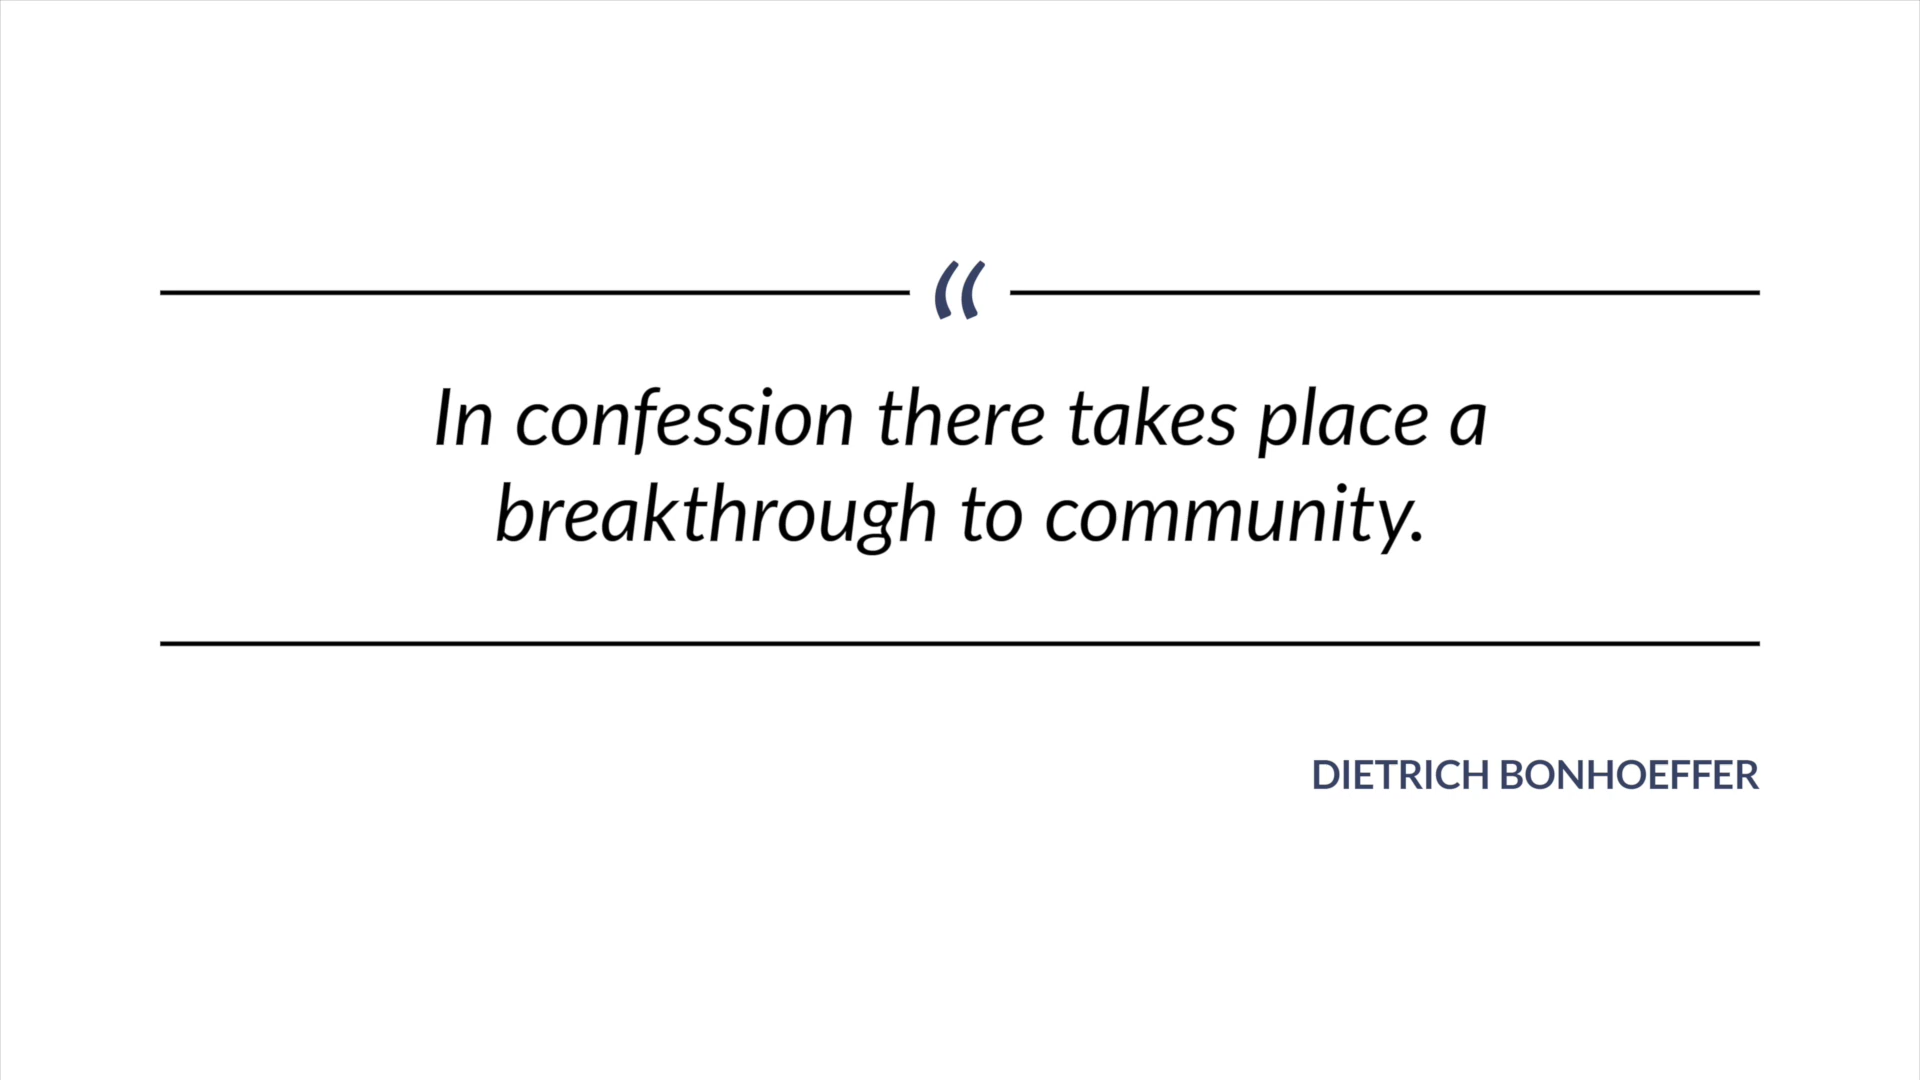 “
In confession there takes place a
breakthrough to community.
DIETRICH BONHOEFFER